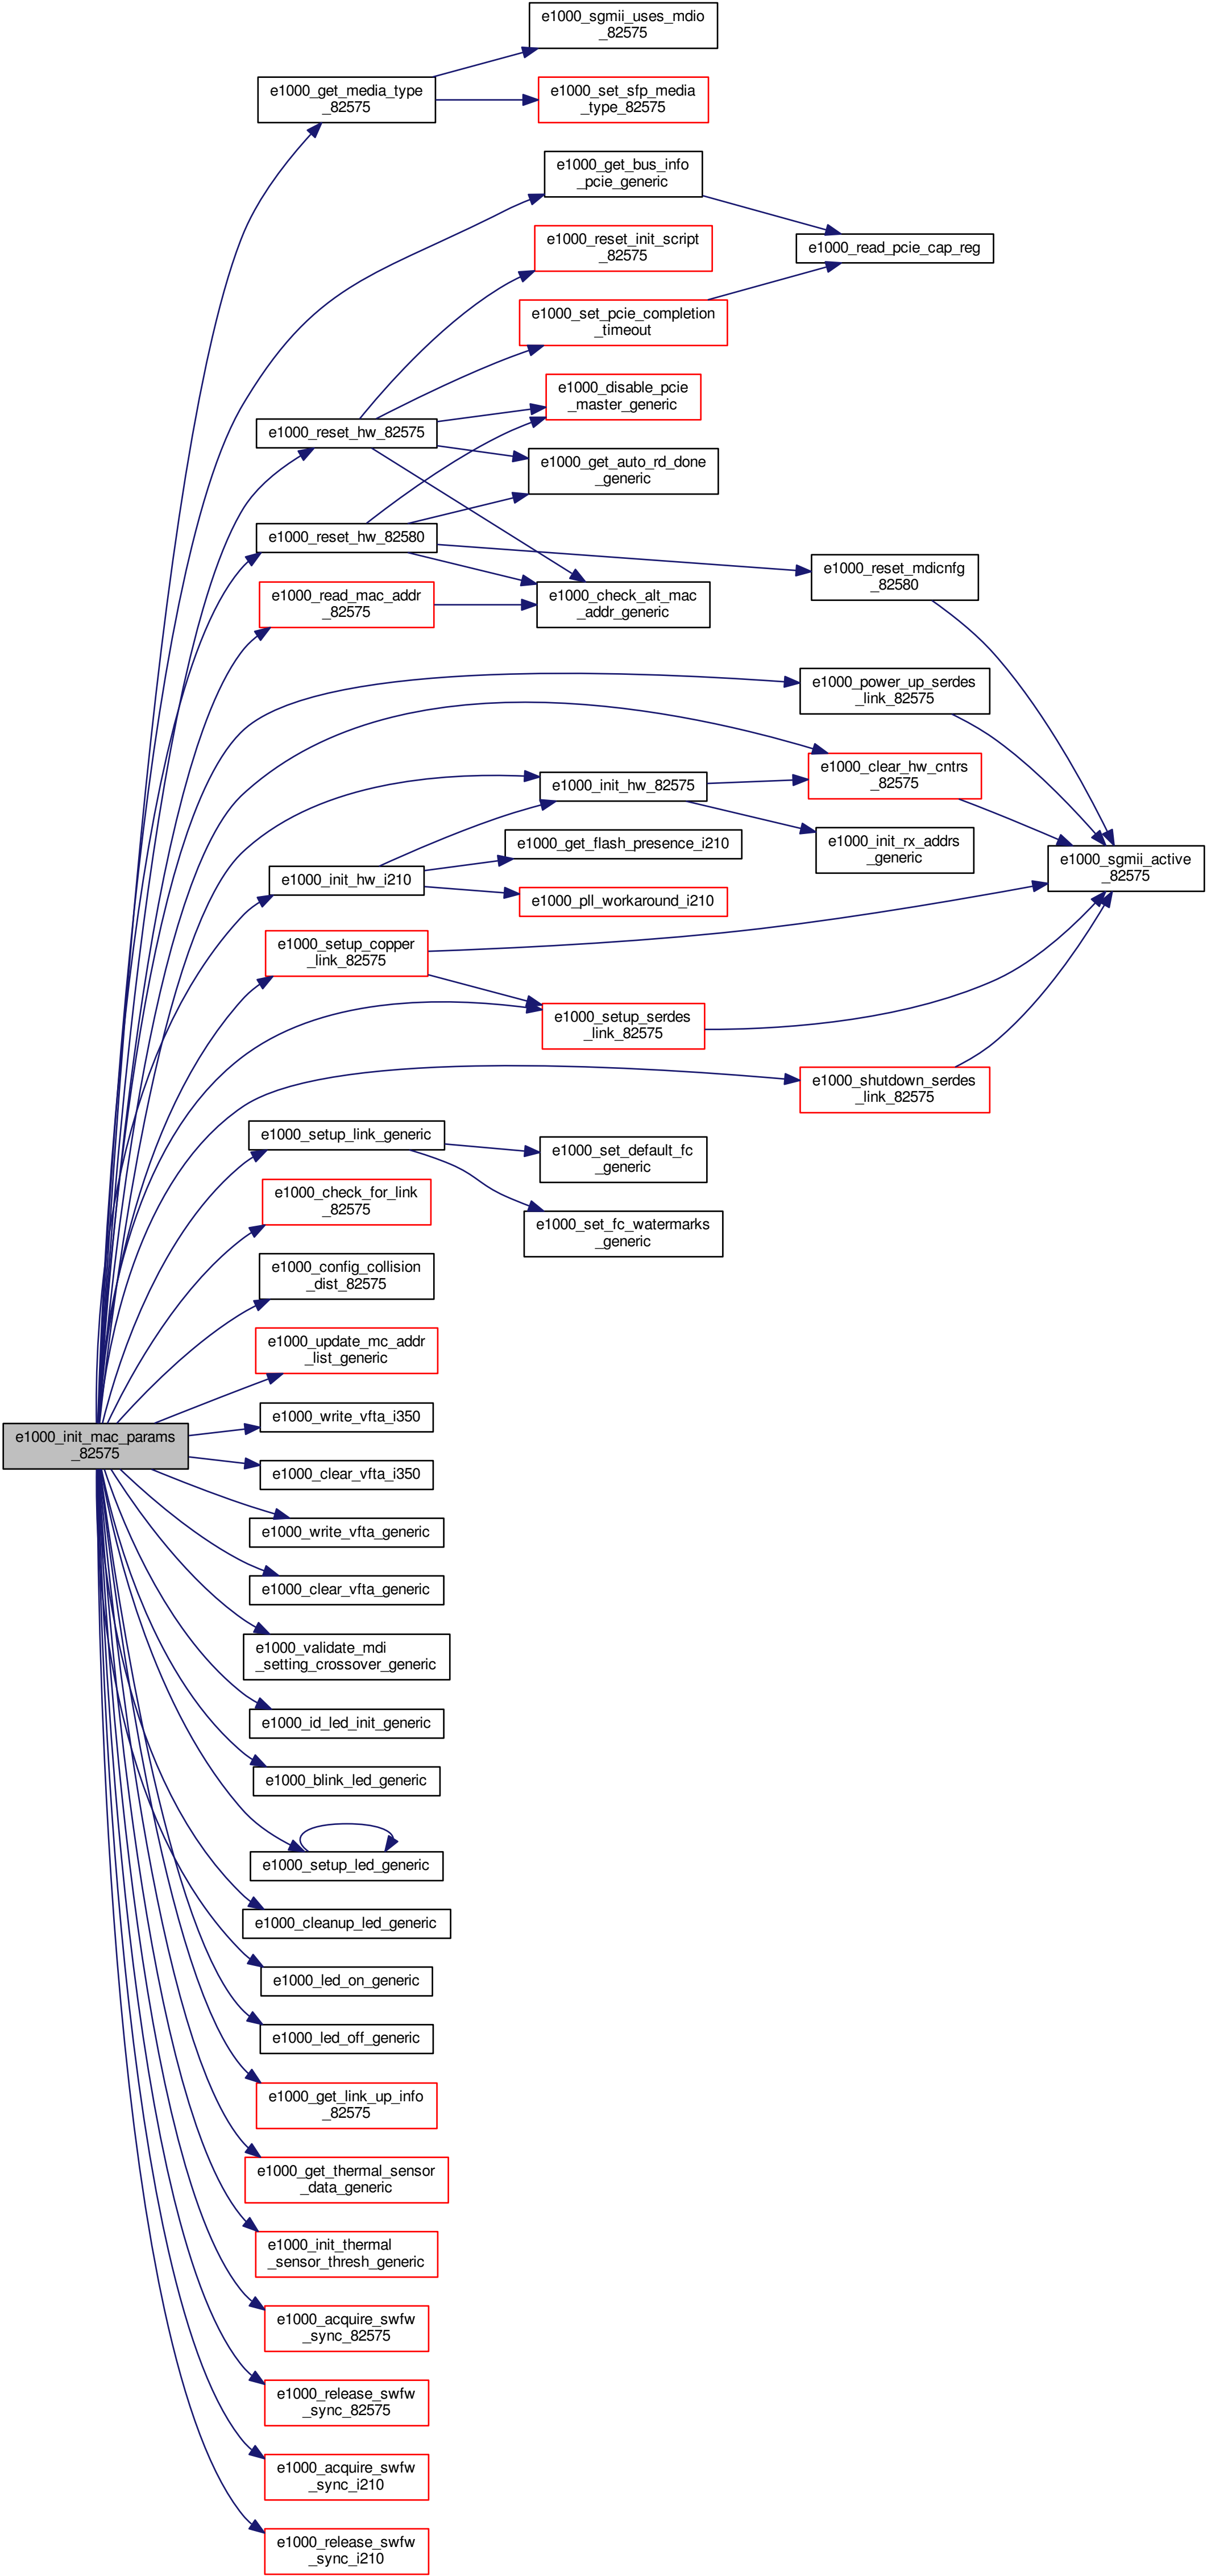 e1000_sgmii_uses_mdio
_82575
e1000_get_media_type
_82575
e1000_set_sfp_media
_type_82575
e1000_get_bus_info
_pcie_generic
e1000_reset_init_script
_82575
e1000_read_pcie_cap_reg
e1000_set_pcie_completion
_timeout
e1000_disable_pcie
_master_generic
e1000_reset_hw_82575
e1000_get_auto_rd_done
_generic
e1000_reset_hw_82580
e1000_reset_mdicnfg
_82580
e1000_read_mac_addr
_82575
e1000_check_alt_mac
_addr_generic
e1000_power_up_serdes
_link_82575
e1000_clear_hw_cntrs
_82575
e1000_init_hw_82575
e1000_get_flash_presence_i210
e1000_init_rx_addrs
_generic
e1000_sgmii_active
_82575
e1000_init_hw_i210
e1000_pll_workaround_i210
e1000_setup_copper
_link_82575
e1000_setup_serdes
_link_82575
e1000_shutdown_serdes
_link_82575
e1000_setup_link_generic
e1000_set_default_fc
_generic
e1000_check_for_link
_82575
e1000_set_fc_watermarks
_generic
e1000_config_collision
_dist_82575
e1000_update_mc_addr
_list_generic
e1000_write_vfta_i350
e1000_init_mac_params
_82575
e1000_clear_vfta_i350
e1000_write_vfta_generic
e1000_clear_vfta_generic
e1000_validate_mdi
_setting_crossover_generic
e1000_id_led_init_generic
e1000_blink_led_generic
e1000_setup_led_generic
e1000_cleanup_led_generic
e1000_led_on_generic
e1000_led_off_generic
e1000_get_link_up_info
_82575
e1000_get_thermal_sensor
_data_generic
e1000_init_thermal
_sensor_thresh_generic
e1000_acquire_swfw
_sync_82575
e1000_release_swfw
_sync_82575
e1000_acquire_swfw
_sync_i210
e1000_release_swfw
_sync_i210